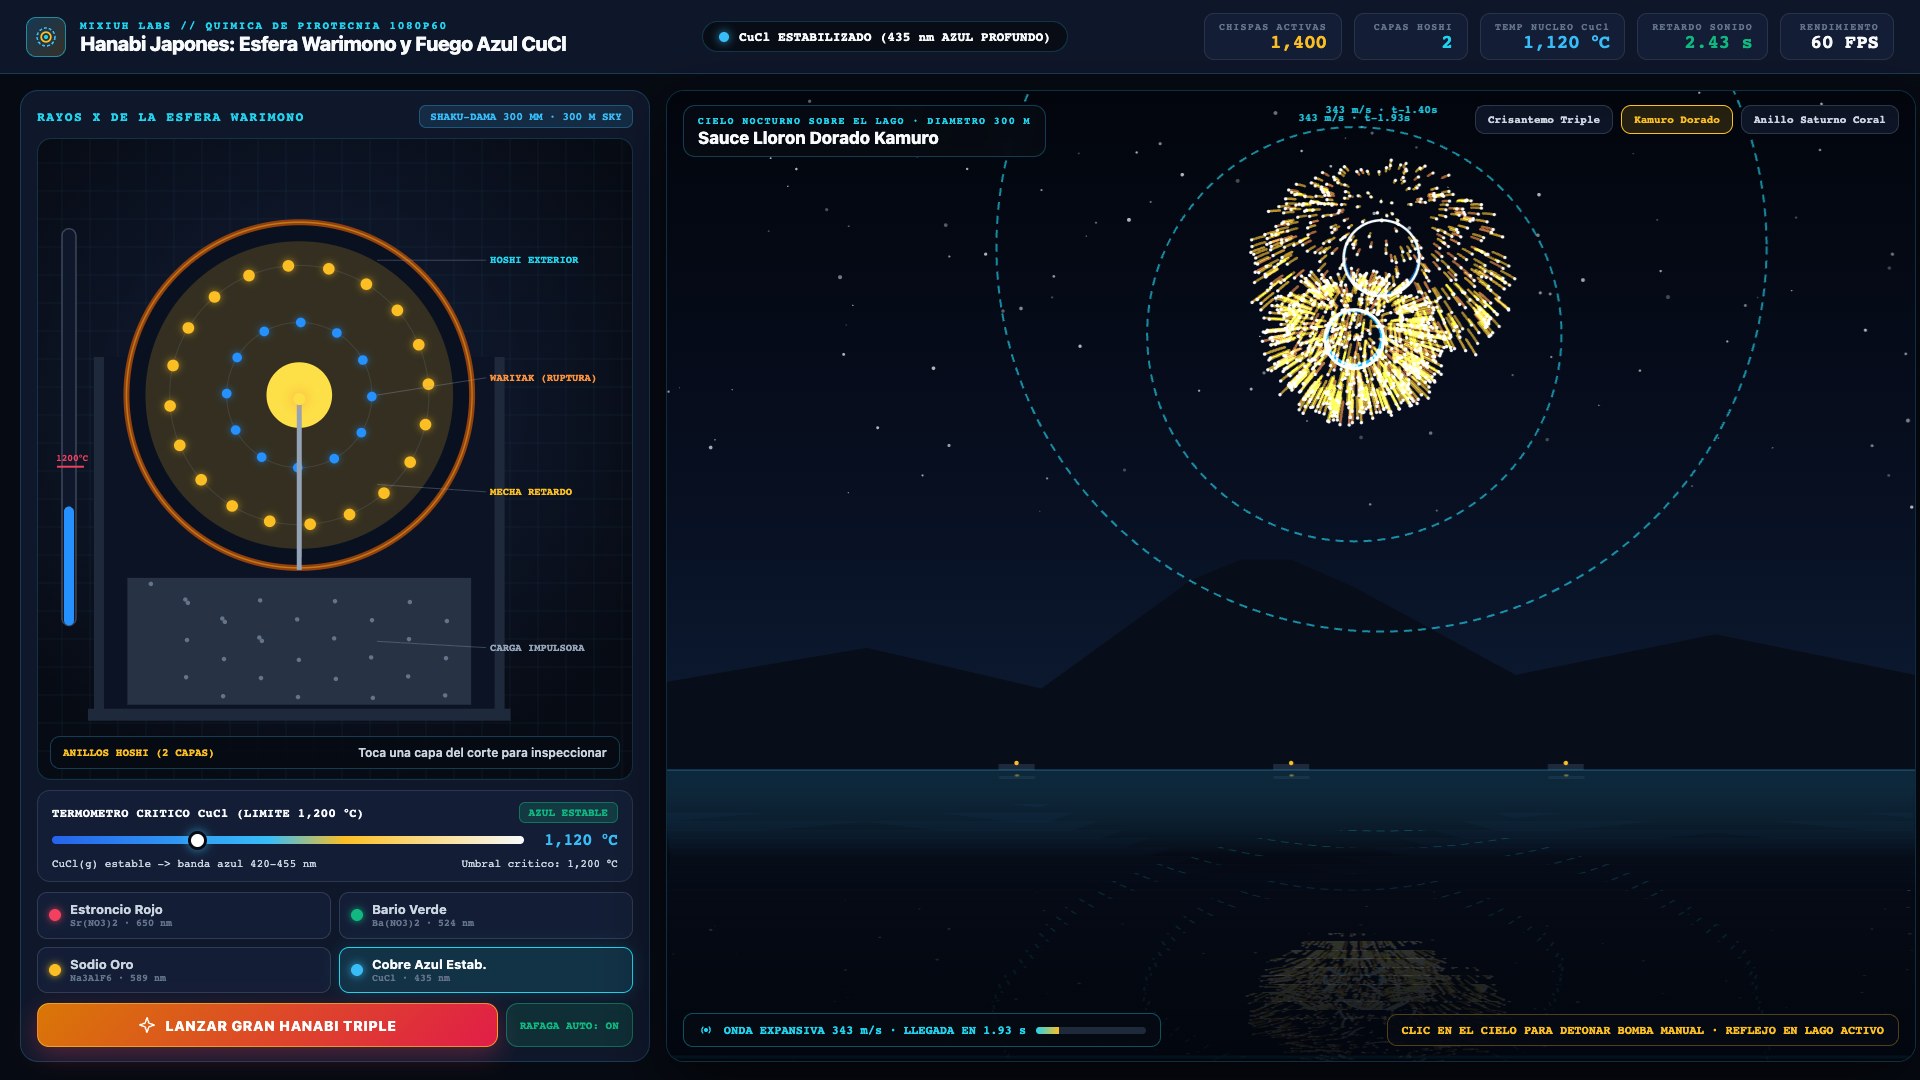 MIXIUH LABS // QUIMICA DE PIROTECNIA 1080P60
Hanabi Japones: Esfera Warimono y Fuego Azul CuCl
CuCl ESTABILIZADO (435 nm AZUL PROFUNDO)
CHISPAS ACTIVAS
1,400
CAPAS HOSHI
2
TEMP NUCLEO CuCl
1,120 °C
RETARDO SONIDO
2.43 s
RENDIMIENTO
60 FPS
RAYOS X DE LA ESFERA WARIMONO
SHAKU-DAMA 300 MM · 300 M SKY
HOSHI EXTERIOR
WARIYAK (RUPTURA)
1200°C
MECHA RETARDO
CARGA IMPULSORA
ANILLOS HOSHI (2 CAPAS)
Toca una capa del corte para inspeccionar
TERMOMETRO CRITICO CuCl (LIMITE 1,200 °C)
AZUL ESTABLE
1,120 °C
CuCl(g) estable -> banda azul 420-455 nm
Umbral critico: 1,200 °C
Estroncio Rojo
Sr(NO3)2 · 650 nm
Bario Verde
Ba(NO3)2 · 524 nm
Sodio Oro
Na3AlF6 · 589 nm
Cobre Azul Estab.
CuCl · 435 nm
LANZAR GRAN HANABI TRIPLE
RAFAGA AUTO: ON
CIELO NOCTURNO SOBRE EL LAGO · DIAMETRO 300 M
Sauce Lloron Dorado Kamuro
343 m/s · t-1.40s
343 m/s · t-1.93s
Crisantemo Triple
Kamuro Dorado
Anillo Saturno Coral
ONDA EXPANSIVA 343 m/s · LLEGADA EN 1.93 s
CLIC EN EL CIELO PARA DETONAR BOMBA MANUAL · REFLEJO EN LAGO ACTIVO